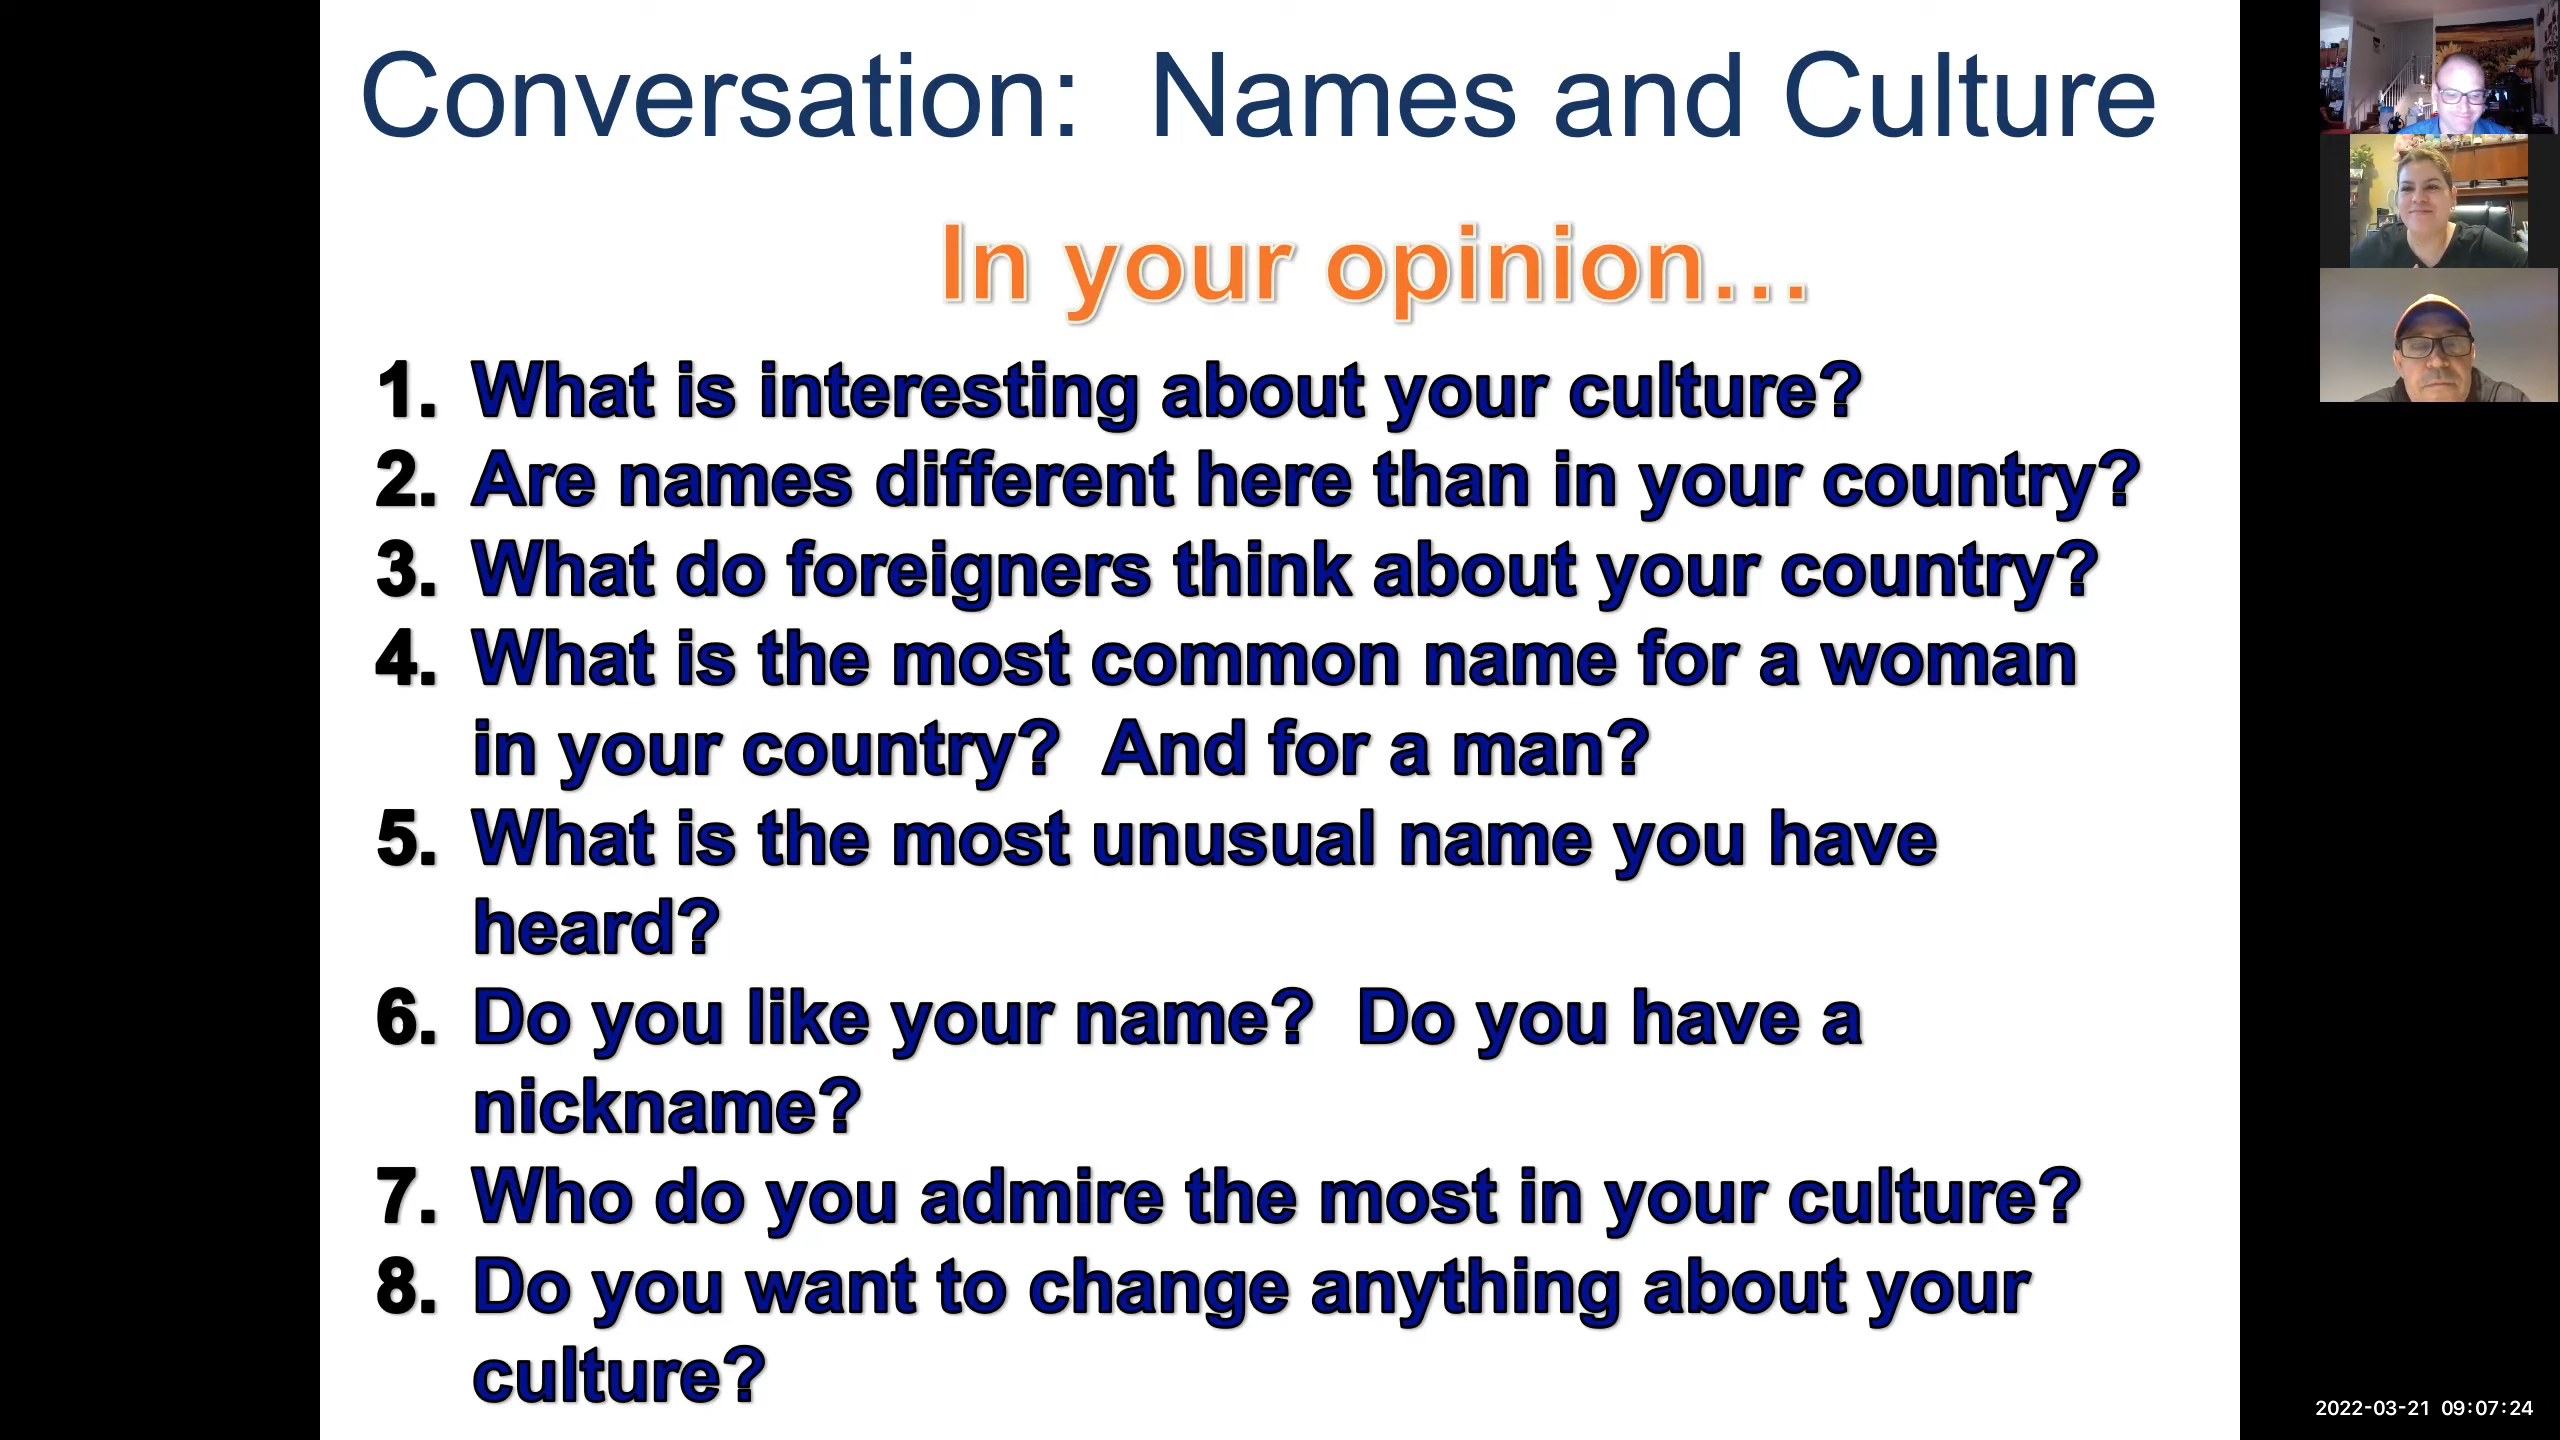 Conversation:  Names and Culture
In your opinion...
1. What is interesting about your culture?
2. Are names different here than in your country?
3. What do foreigners think about your country?
4. What is the most common name for a woman
in your country?  And for a man?
5. What is the most unusual name you have
heard?
6. Do you like your name?  Do you have a
nickname?
7. Who do you admire the most in your culture?
8. Do you want to change anything about your
culture?
2022-03-21 09:07:24